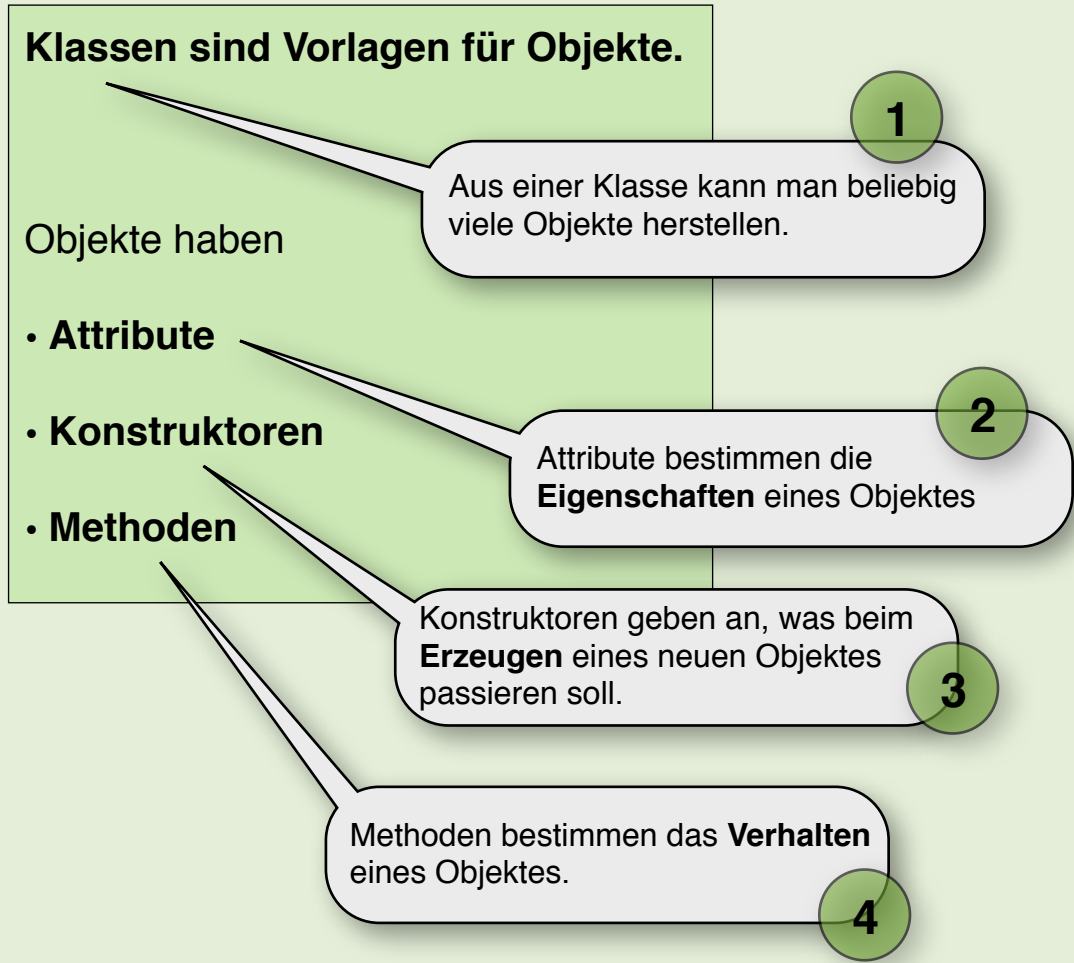 Klassen sind Vorlagen für Objekte.
1
Aus einer Klasse kann man beliebig
viele Objekte herstellen.
Objekte haben
• Attribute
2
Attribute bestimmen die
Eigenschaften eines Objektes
• Konstruktoren
• Methoden
Konstruktoren geben an, was beim
Erzeugen eines neuen Objektes
passieren soll.
3
Methoden bestimmen das Verhalten
eines Objektes.
4